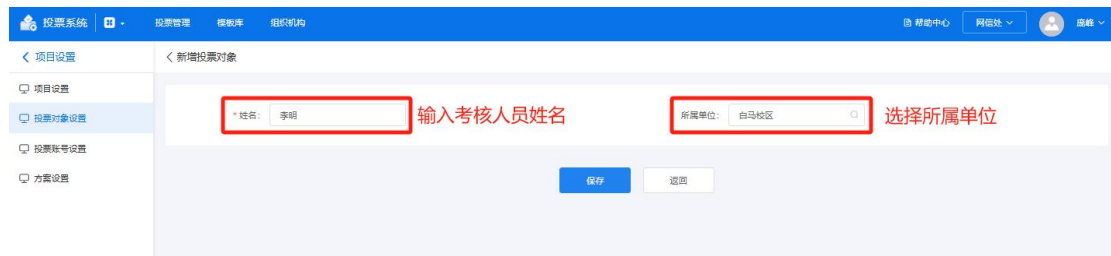 投票系统 投票管理 模板库 组织机构 帮助中心 网信处 庞峰
项目设置 新增投票对象
项目设置
投票对象设置
投票账号设置
方案设置
*姓名: 李明 输入考核人员姓名 所属单位: 白马校区 选择所属单位
保存 返回